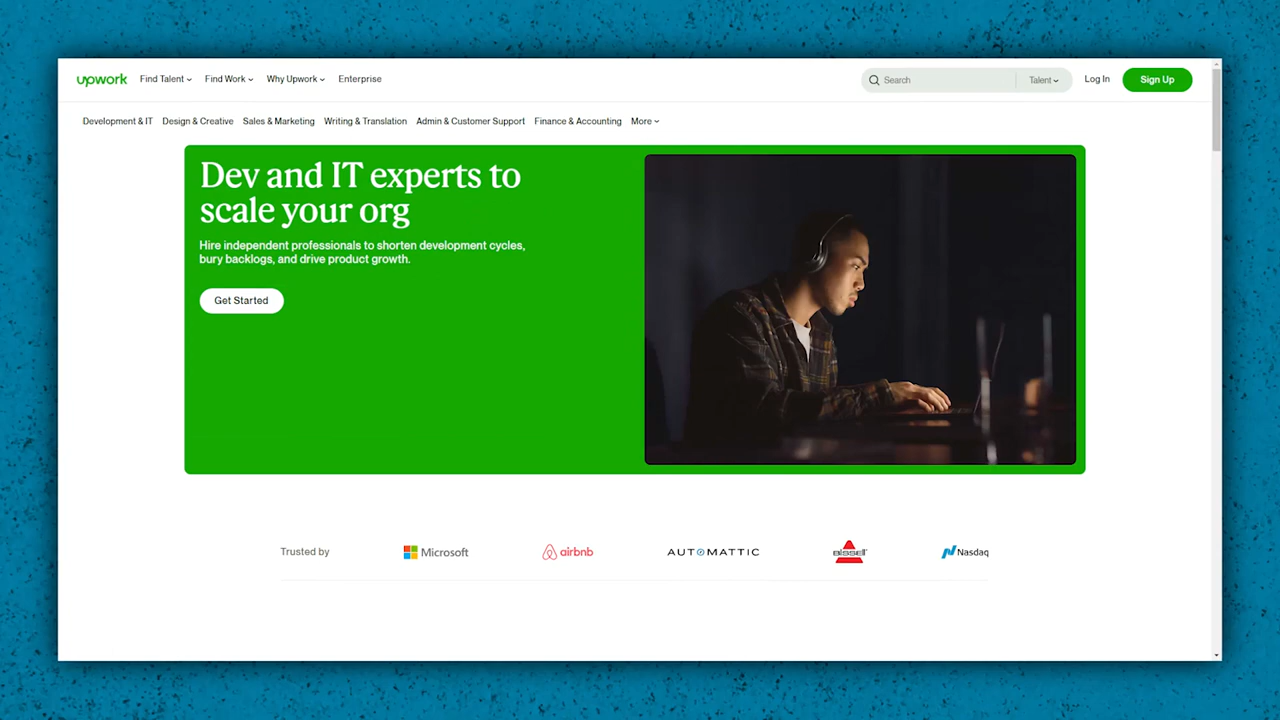 upwork Find Talent Find Work Why Upwork Enterprise Search Talent Log In Sign Up
Development & IT Design & Creative Sales & Marketing Writing & Translation Admin & Customer Support Finance & Accounting More
Dev and IT experts to
scale your org
Hire independent professionals to shorten development cycles,
bury backlogs, and drive product growth.
Get Started
Trusted by Microsoft airbnb AUTOMATTIC BISSELL Nasdaq